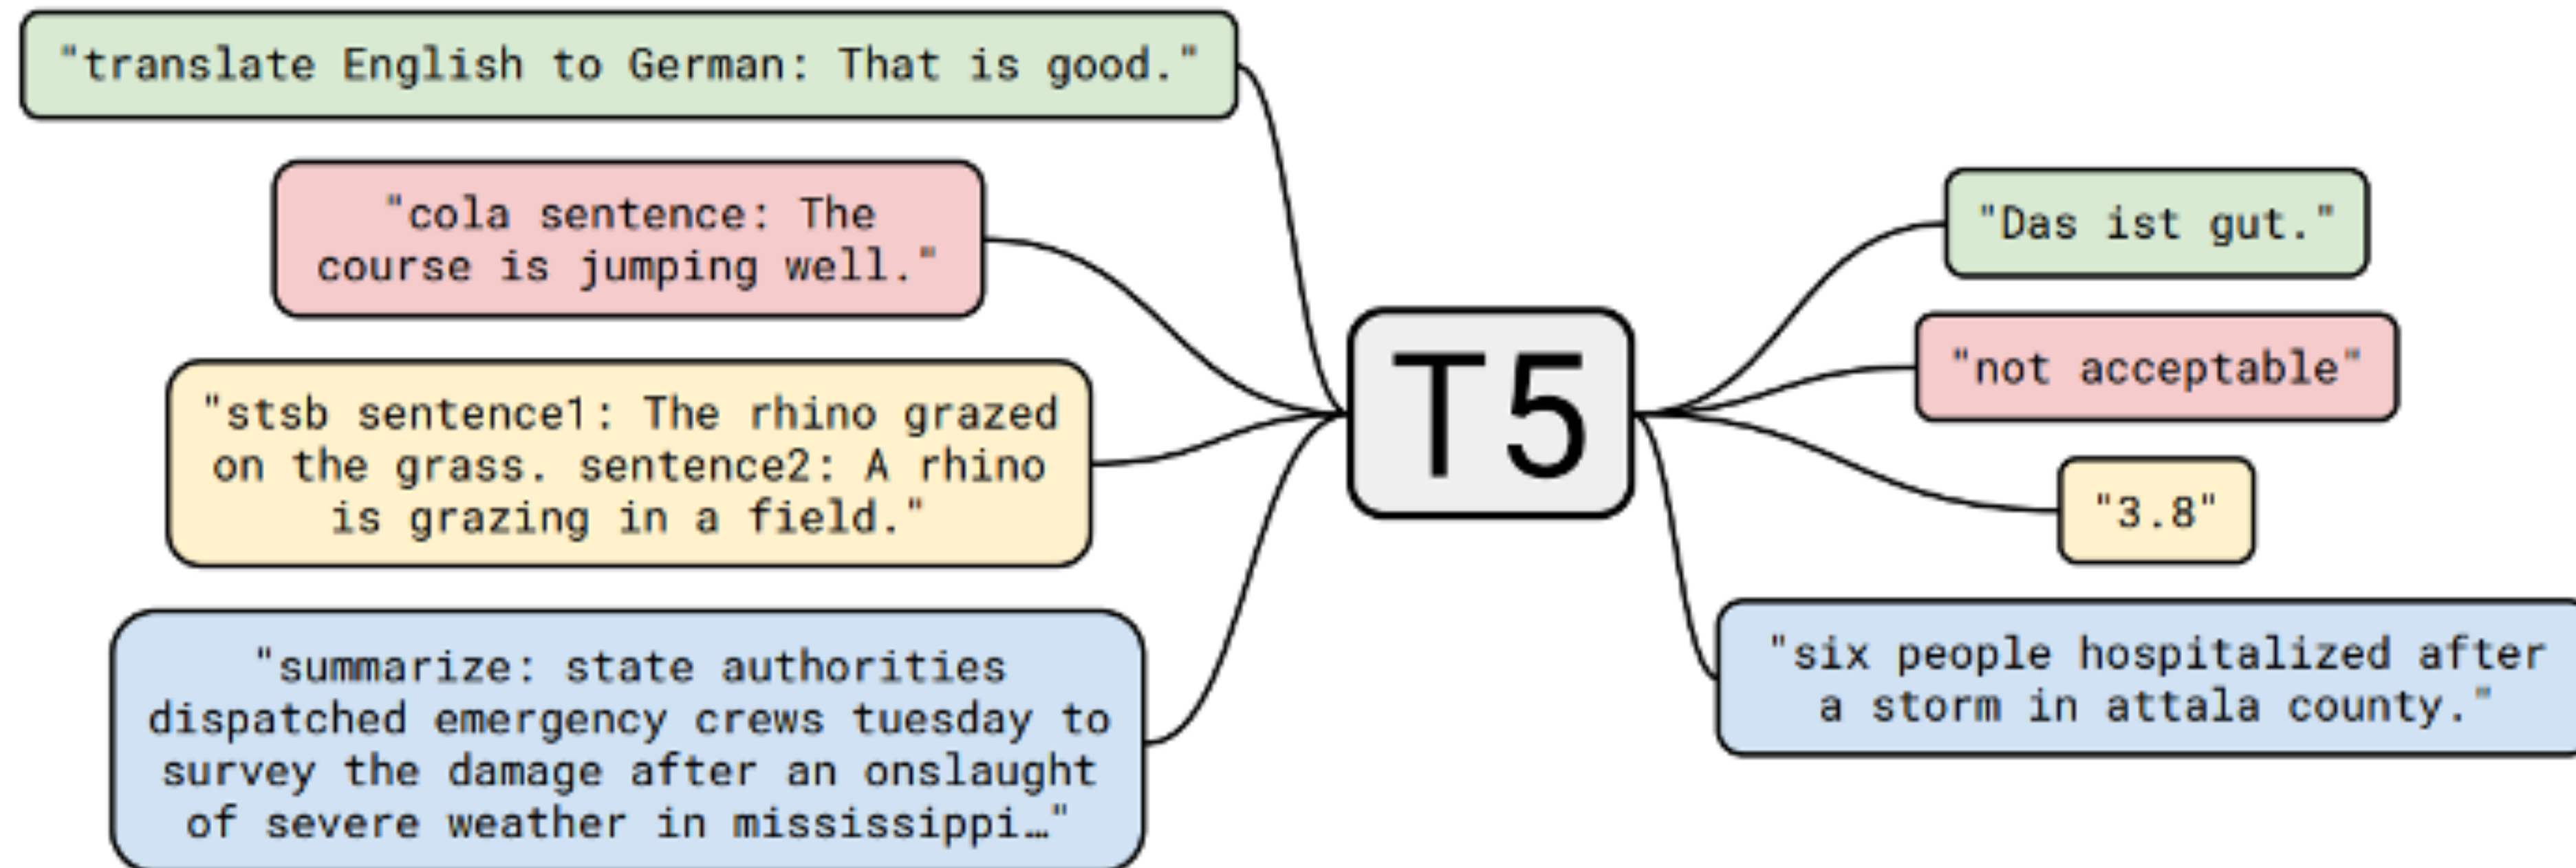 "translate English to German: That is good."
"cola sentence: The
course is jumping well."
"stsb sentence1: The rhino grazed
on the grass. sentence2: A rhino
is grazing in a field."
"summarize: state authorities
dispatched emergency crews tuesday to
survey the damage after an onslaught
of severe weather in mississippi…"
T5
"Das ist gut."
"not acceptable"
"3.8"
"six people hospitalized after
a storm in attala county."